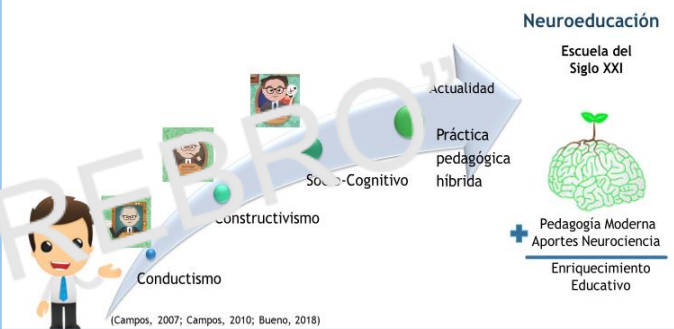 Neuroeducación
Escuela del
Siglo XXI
Actualidad
Práctica
pedagógica
híbrida
Socio-Cognitivo
Constructivismo
Conductismo
Pedagogía Moderna
+ Aportes Neurociencia
Enriquecimiento
Educativo
(Campos, 2007; Campos, 2010; Bueno, 2018)
REBRO”